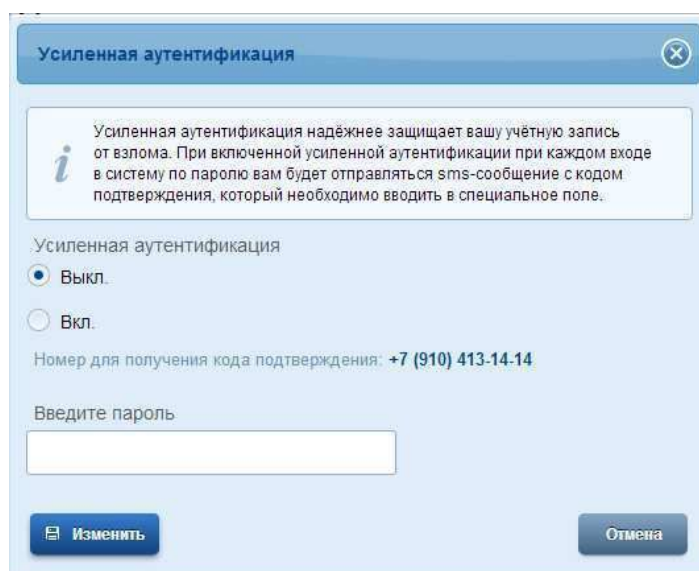 Усиленная аутентификация
Усиленная аутентификация надёжнее защищает вашу учётную запись
от взлома. При включенной усиленной аутентификации при каждом входе
в систему по паролю вам будет отправляться sms-сообщение с кодом
подтверждения, который необходимо вводить в специальное поле.
Усиленная аутентификация
Выкл.
Вкл.
Номер для получения кода подтверждения: +7 (910) 413-14-14
Введите пароль
Изменить
Отмена